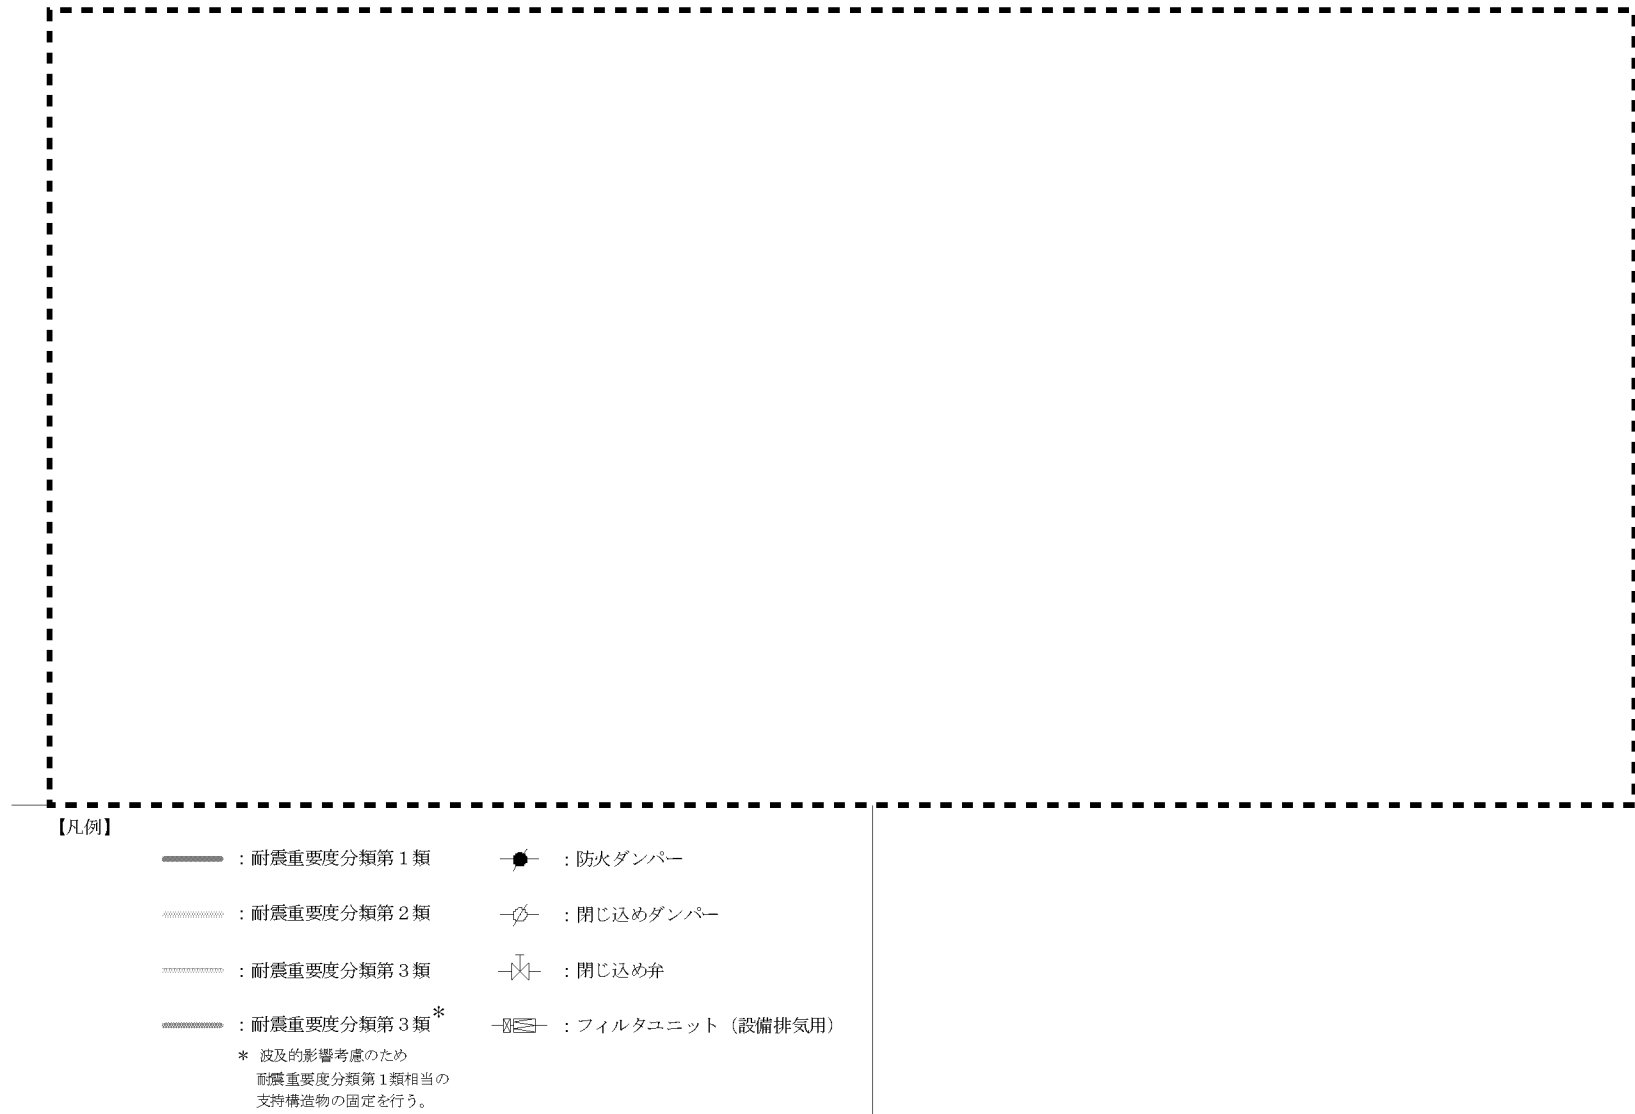 【凡例】
：耐震重要度分類第１類
：防火ダンパー
：耐震重要度分類第２類
：閉じ込めダンパー
：耐震重要度分類第３類
：閉じ込め弁
：耐震重要度分類第３類*
：フィルタユニット（設備排気用）
* 波及的影響考慮のため
耐震重要度分類第１類相当の
支持構造物の固定を行う。